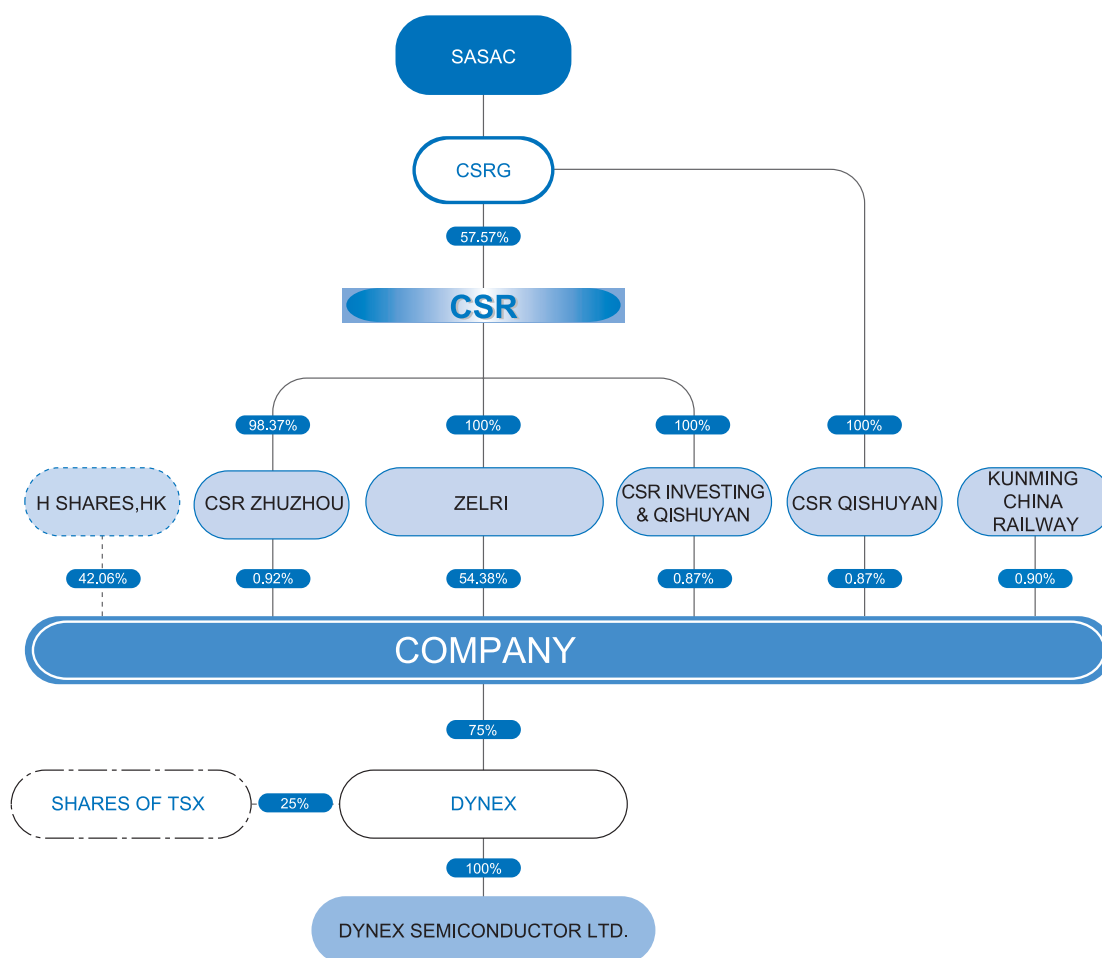 SASAC
CSRG
57.57%
CSR
98.37%
100%
100%
100%
H SHARES,HK
CSR ZHUZHOU
ZELRI
CSR INVESTING
& QISHUYAN
CSR QISHUYAN
KUNMING
CHINA
RAILWAY
42.06%
0.92%
54.38%
0.87%
0.87%
0.90%
COMPANY
75%
SHARES OF TSX
25%
DYNEX
100%
DYNEX SEMICONDUCTOR LTD.